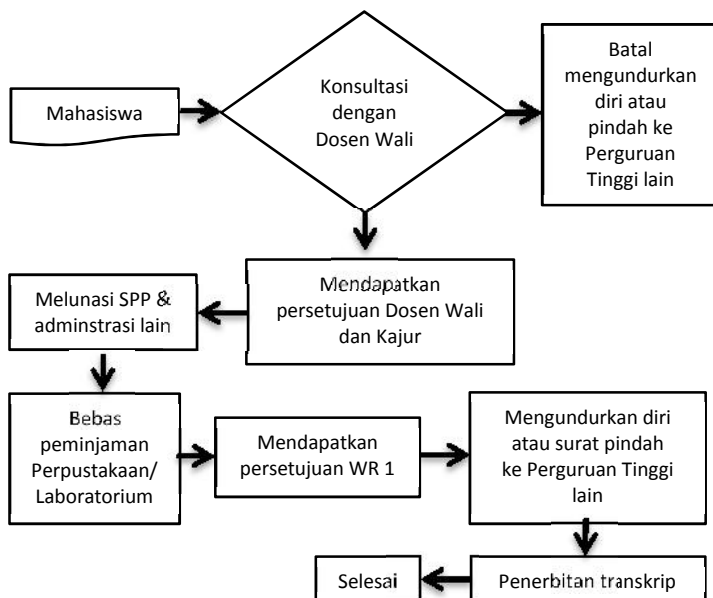 Mahasiswa
Konsultasi
dengan
Dosen Wali
Batal
mengundurkan
diri atau
pindah ke
Perguruan
Tinggi lain
Mendapatkan
persetujuan Dosen Wali
dan Kajur
Melunasi SPP &
adminstrasi lain
Bebas
peminjaman
Perpustakaan/
Laboratorium
Mendapatkan
persetujuan WR 1
Mengundurkan diri
atau surat pindah
ke Perguruan Tinggi
lain
Penerbitan transkrip
Selesai